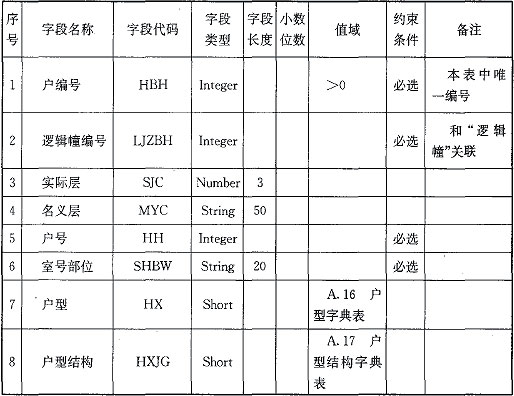 序号 字段名称 字段代码 字段类型 字段长度 小数位数 值域 约束条件 备注
1 户编号 HBH Integer >0 必选 本表中唯一编号
2 逻辑幢编号 LJZBH Integer 必选 和“逻辑幢”关联
3 实际层 SJC Number 3
4 名义层 MYC String 50
5 户号 HH Integer 必选
6 室号部位 SHBW String 20 必选
7 户型 HX Short A.16 户型字典表
8 户型结构 HXJG Short A.17 户型结构字典表